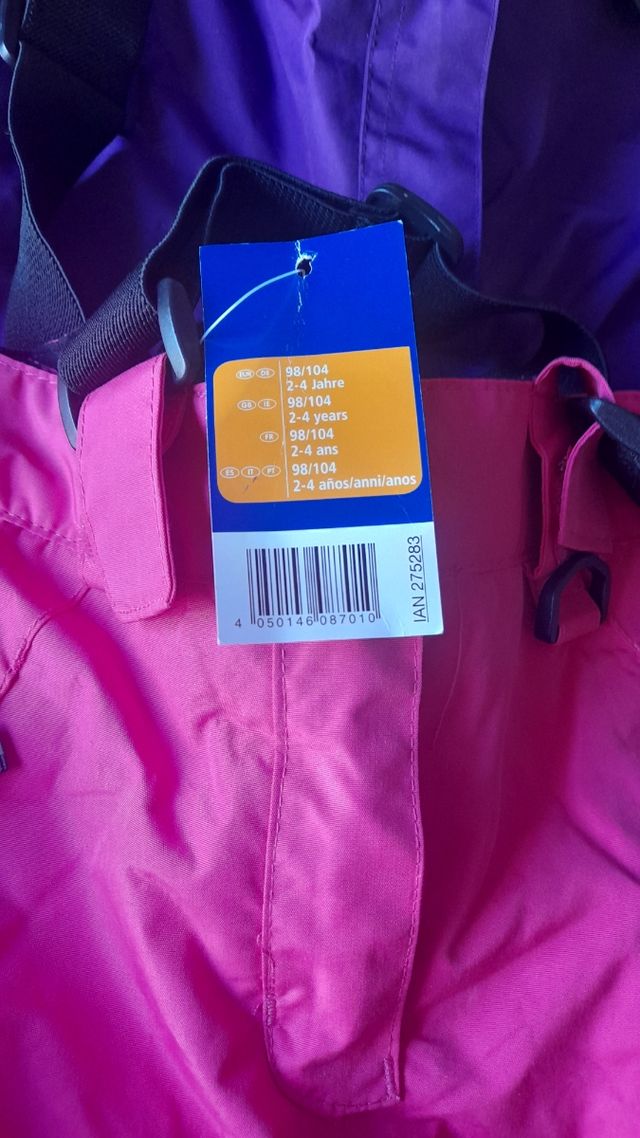 EUR DE 98/104
2-4 Jahre
GB IE 98/104
2-4 years
FR 98/104
2-4 ans
ES IT PT 98/104
2-4 años/anni/anos
4 050146 087010
IAN 275283